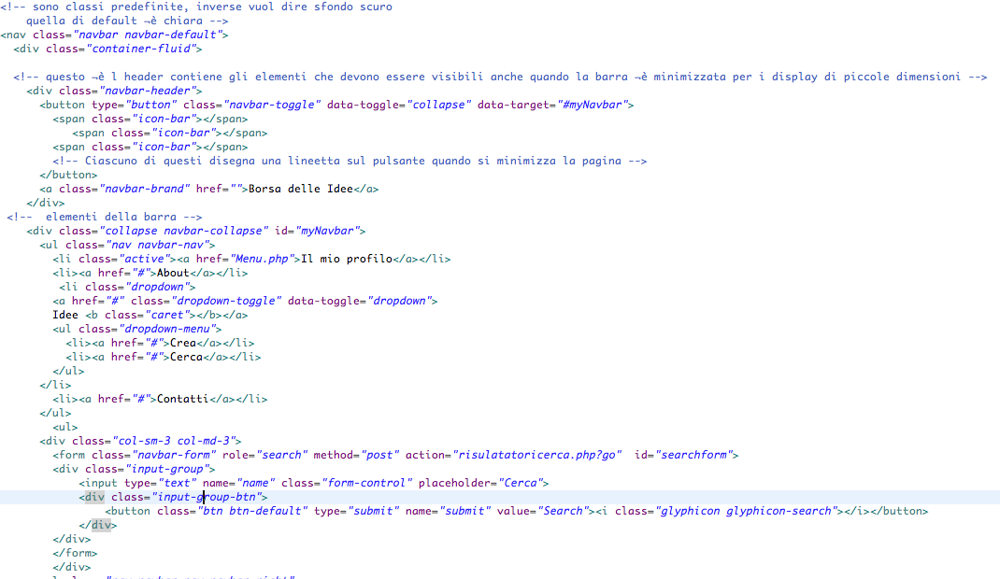 <!-- sono classi predefinite, inverse vuol dire sfondo scuro
quella di default ¬è chiara -->
<nav class="navbar navbar-default">
<div class="container-fluid">
<!-- questo ¬è l header contiene gli elementi che devono essere visibili anche quando la barra ¬è minimizzata per i display di piccole dimensioni -->
<div class="navbar-header">
<button type="button" class="navbar-toggle" data-toggle="collapse" data-target="#myNavbar">
<span class="icon-bar"></span>
<span class="icon-bar"></span>
<span class="icon-bar"></span>
<!-- Ciascuno di questi disegna una lineetta sul pulsante quando si minimizza la pagina -->
</button>
<a class="navbar-brand" href="">Borsa delle Idee</a>
</div>
<!--  elementi della barra -->
<div class="collapse navbar-collapse" id="myNavbar">
<ul class="nav navbar-nav">
<li class="active"><a href="Menu.php">Il mio profilo</a></li>
<li><a href="#">About</a></li>
<li class="dropdown">
<a href="#" class="dropdown-toggle" data-toggle="dropdown">
Idee <b class="caret"></b></a>
<ul class="dropdown-menu">
<li><a href="#">Crea</a></li>
<li><a href="#">Cerca</a></li>
</ul>
</li>
<li><a href="#">Contatti</a></li>
</ul>
<ul>
<div class="col-sm-3 col-md-3">
<form class="navbar-form" role="search" method="post" action="risulatatoricerca.php?go"  id="searchform">
<div class="input-group">
<input type="text" name="name" class="form-control" placeholder="Cerca">
<div class="input-group-btn">
<button class="btn btn-default" type="submit" name="submit" value="Search"><i class="glyphicon glyphicon-search"></i></button>
</div>
</div>
</form>
</div>